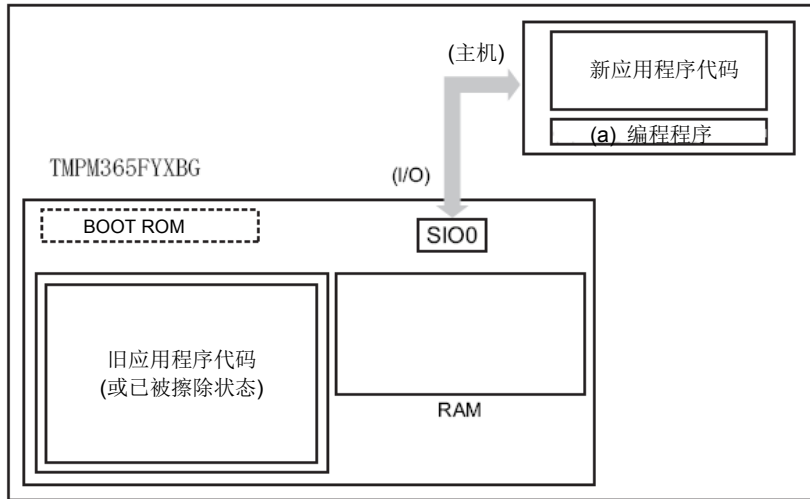 (主机)
新应用程序代码
(a) 编程程序
TMPM365FYXBG
(I/O)
BOOT ROM
SIO0
旧应用程序代码
(或已被擦除状态)
RAM